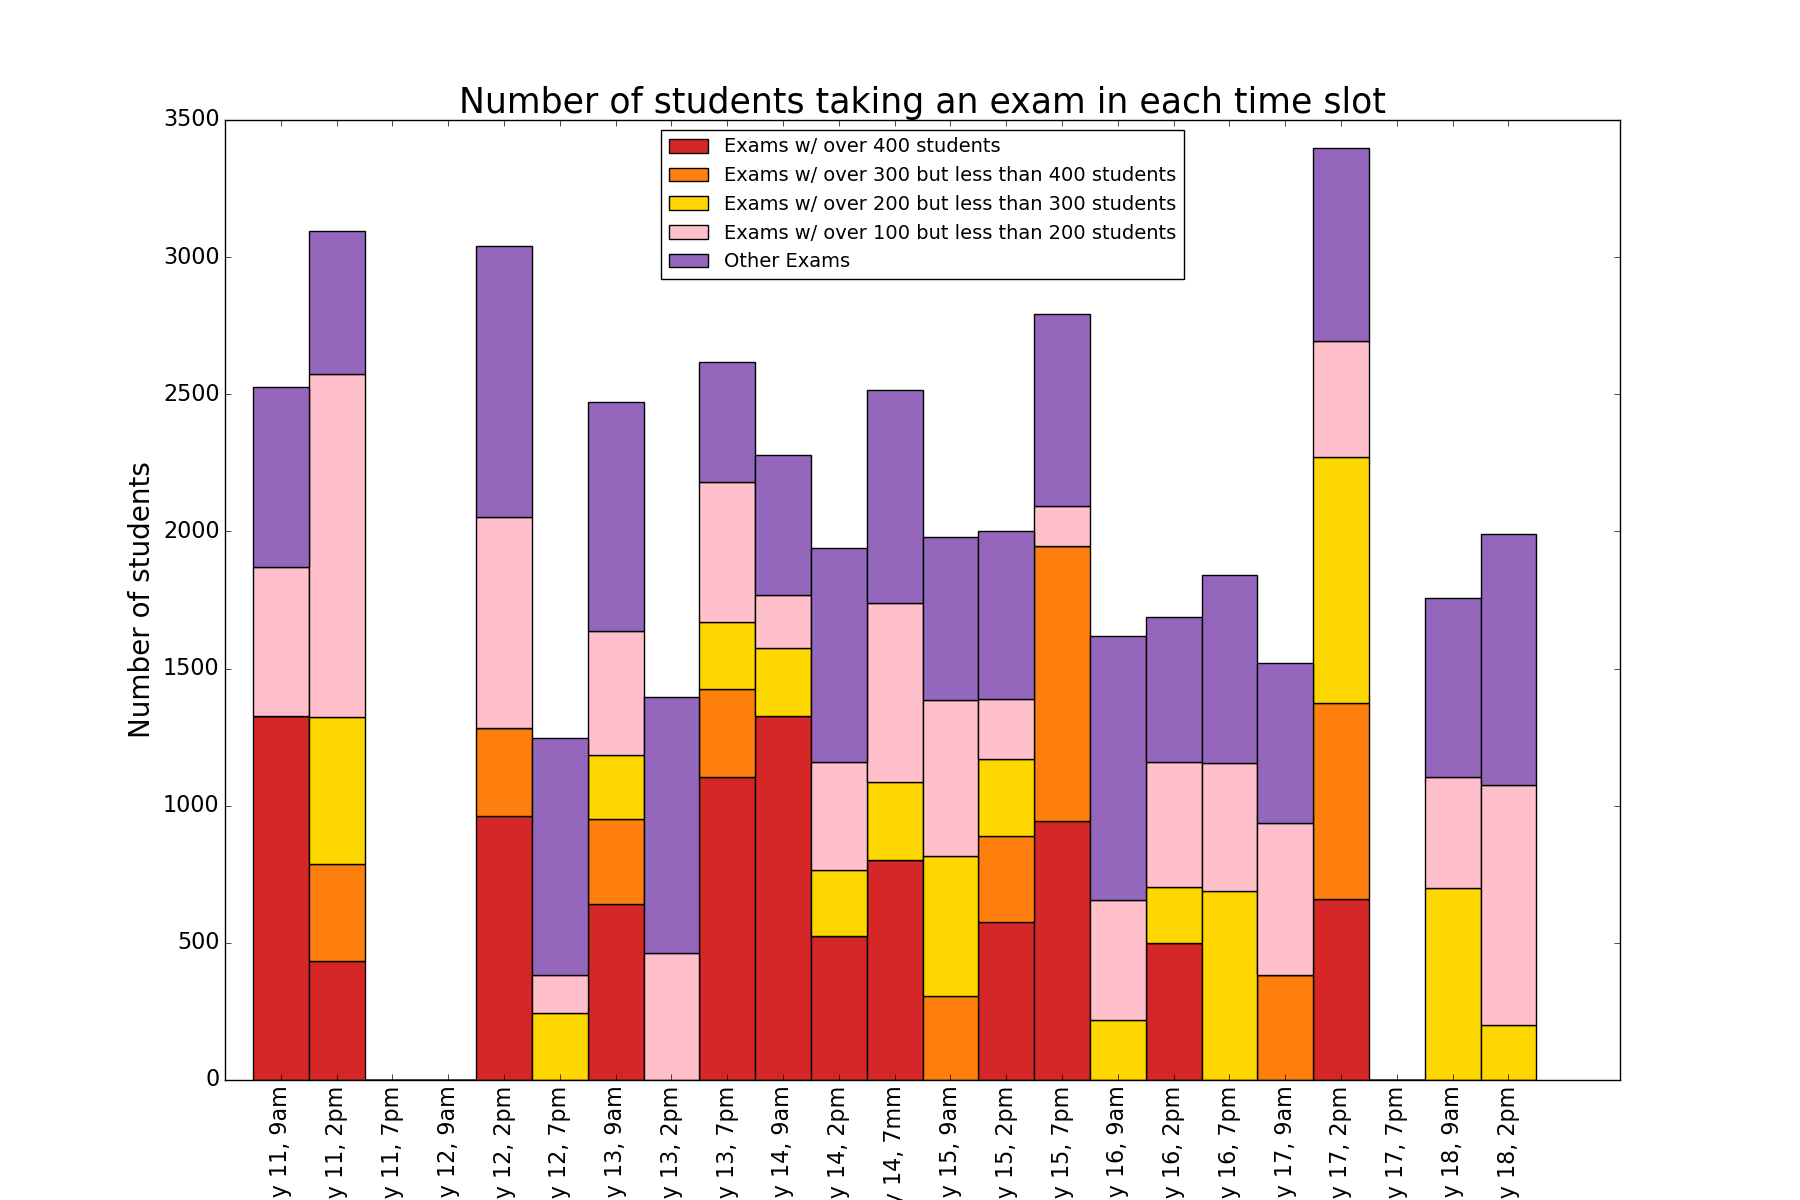 Number of students taking an exam in each time slot
Exams w/ over 400 students
Exams w/ over 300 but less than 400 students
Exams w/ over 200 but less than 300 students
Exams w/ over 100 but less than 200 students
Other Exams
Number of students
3500
3000
2500
2000
1500
1000
500
0
y 11, 9am
y 11, 2pm
y 11, 7pm
y 12, 9am
y 12, 2pm
y 12, 7pm
y 13, 9am
y 13, 2pm
y 13, 7pm
y 14, 9am
y 14, 2pm
y 14, 7mm
y 15, 9am
y 15, 2pm
y 15, 7pm
y 16, 9am
y 16, 2pm
y 16, 7pm
y 17, 9am
y 17, 2pm
y 17, 7pm
y 18, 9am
y 18, 2pm